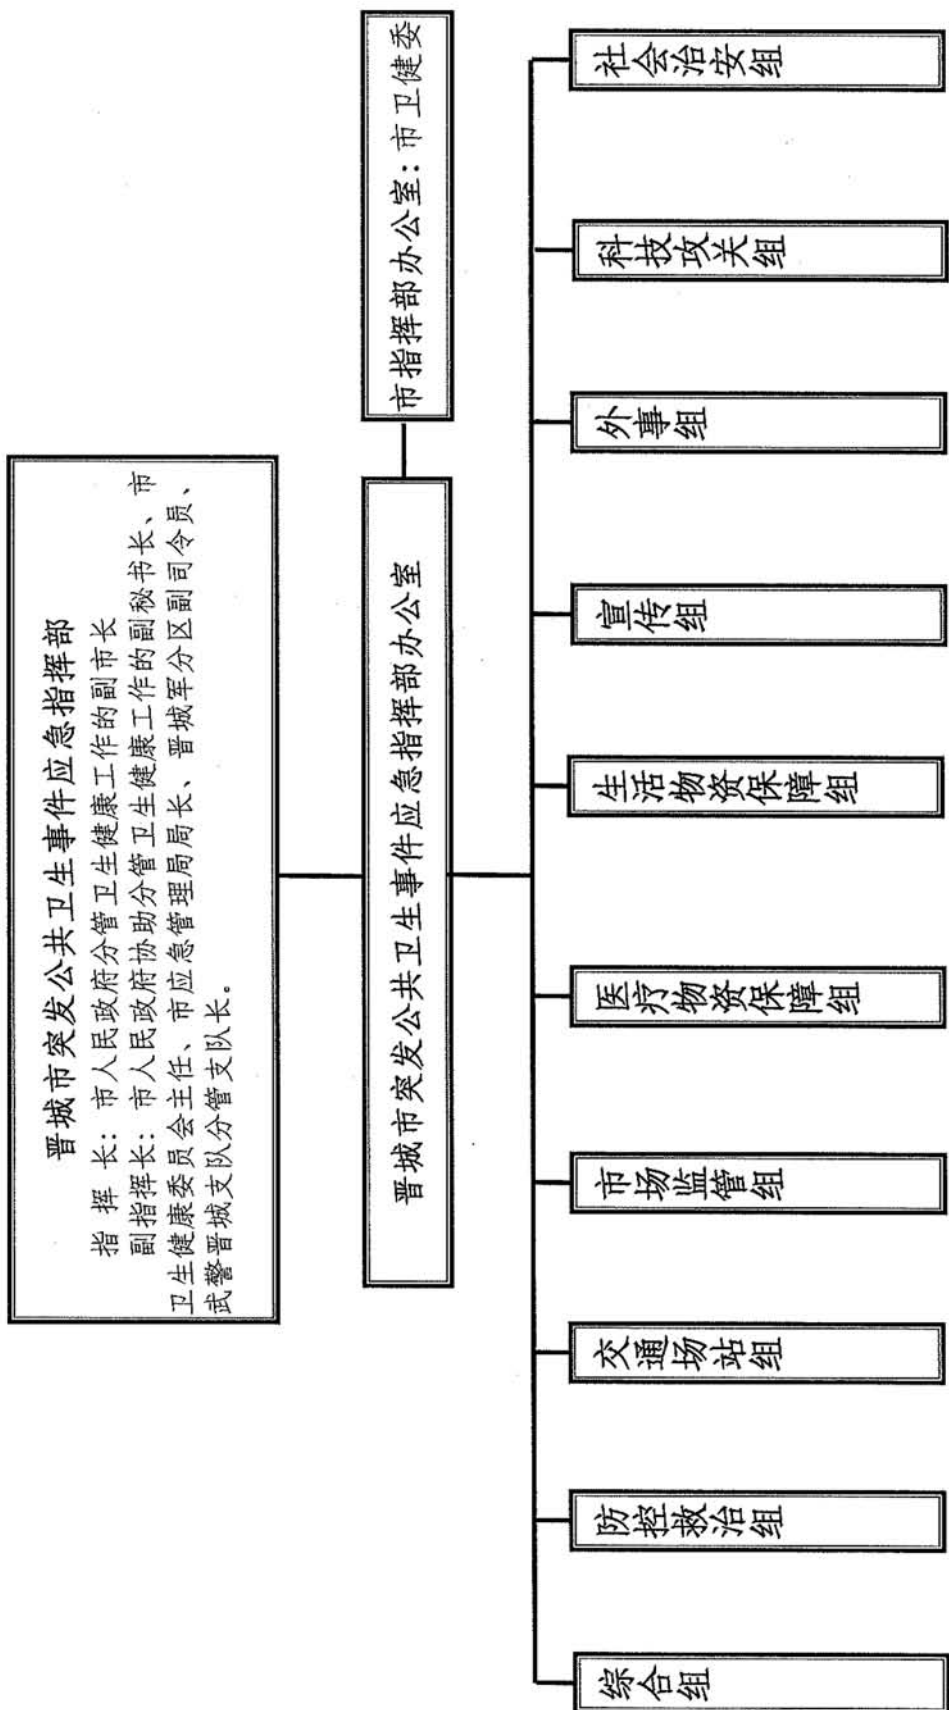 晋城市突发公共卫生事件应急指挥部
指 挥 长：市人民政府分管卫生健康工作的副市长
副指挥长：市人民政府协助分管卫生健康工作的副秘书长、市
卫生健康委员会主任、市应急管理局局长、晋城军分区副司令员、
武警晋城支队分管支队长。
晋城市突发公共卫生事件应急指挥部办公室
市指挥部办公室：市卫健委
综合组
防控救治组
交通场站组
市场监管组
医疗物资保障组
生活物资保障组
宣传组
外事组
科技攻关组
社会治安组